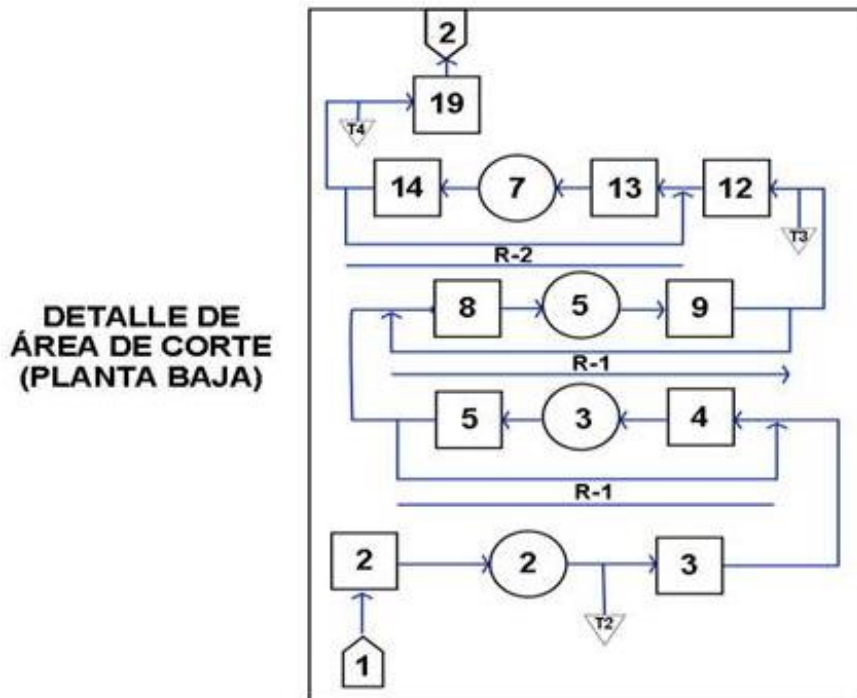 DETALLE DE
ÁREA DE CORTE
(PLANTA BAJA)
2
19
T4
14 7 13 12
T3
R-2
8 5 9
R-1
5 3 4
R-1
2 2 3
T2
1